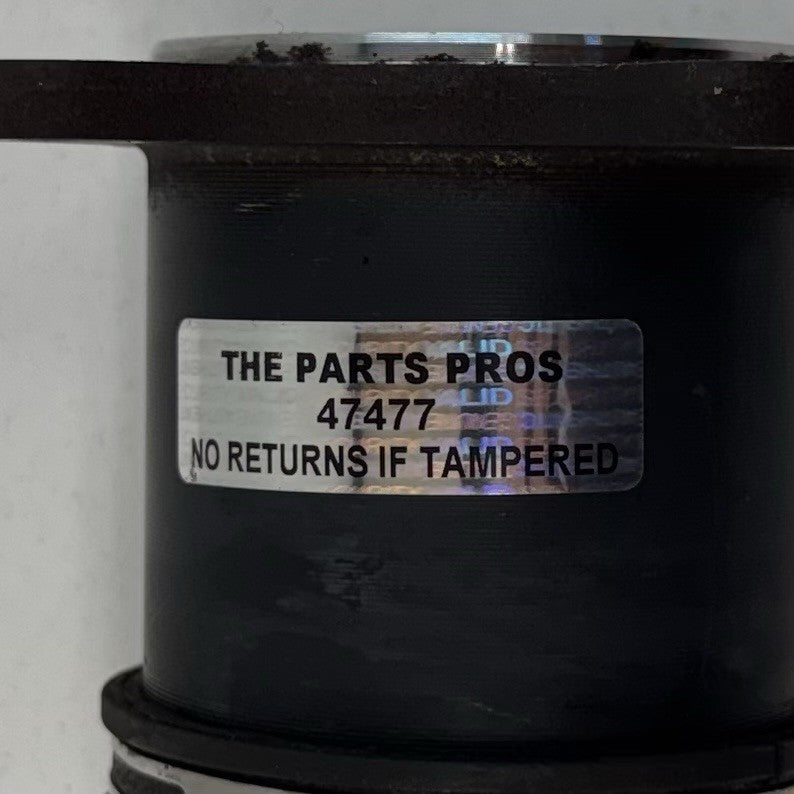 THE PARTS PROS
47477
NO RETURNS IF TAMPERED